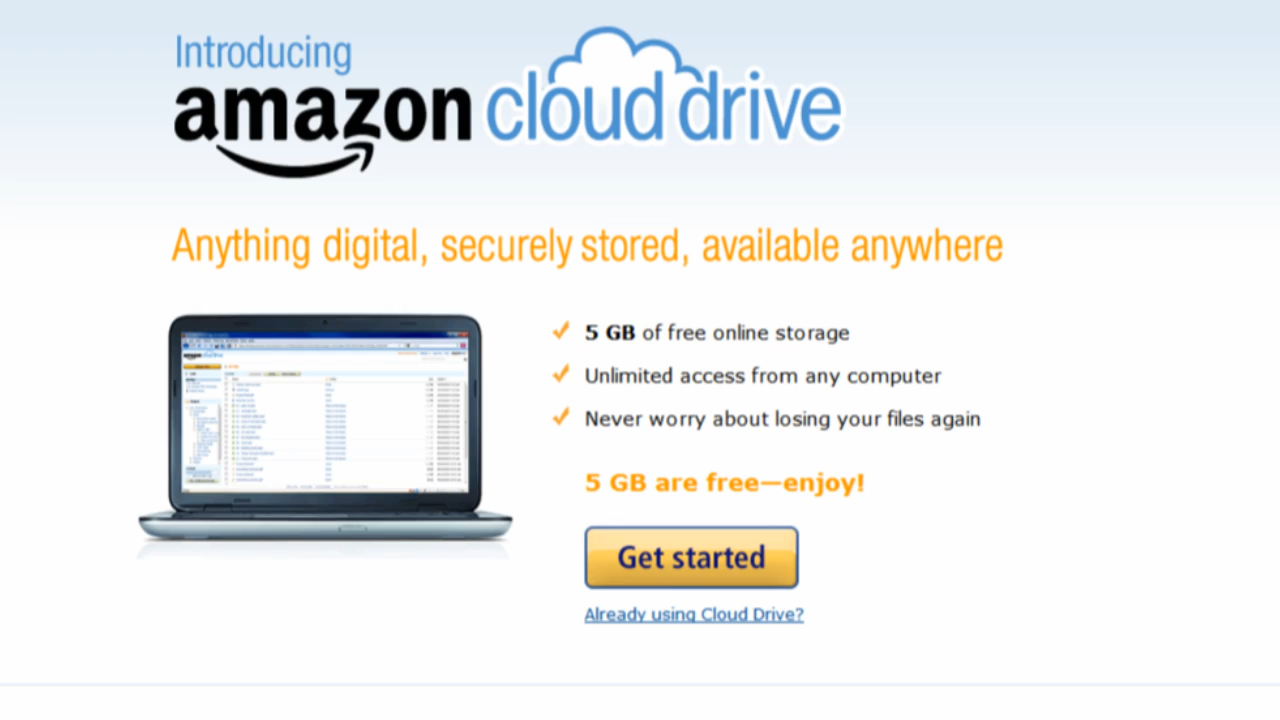 Introducing
amazon cloud drive
Anything digital, securely stored, available anywhere
5 GB of free online storage
Unlimited access from any computer
Never worry about losing your files again
5 GB are free—enjoy!
Get started
Already using Cloud Drive?